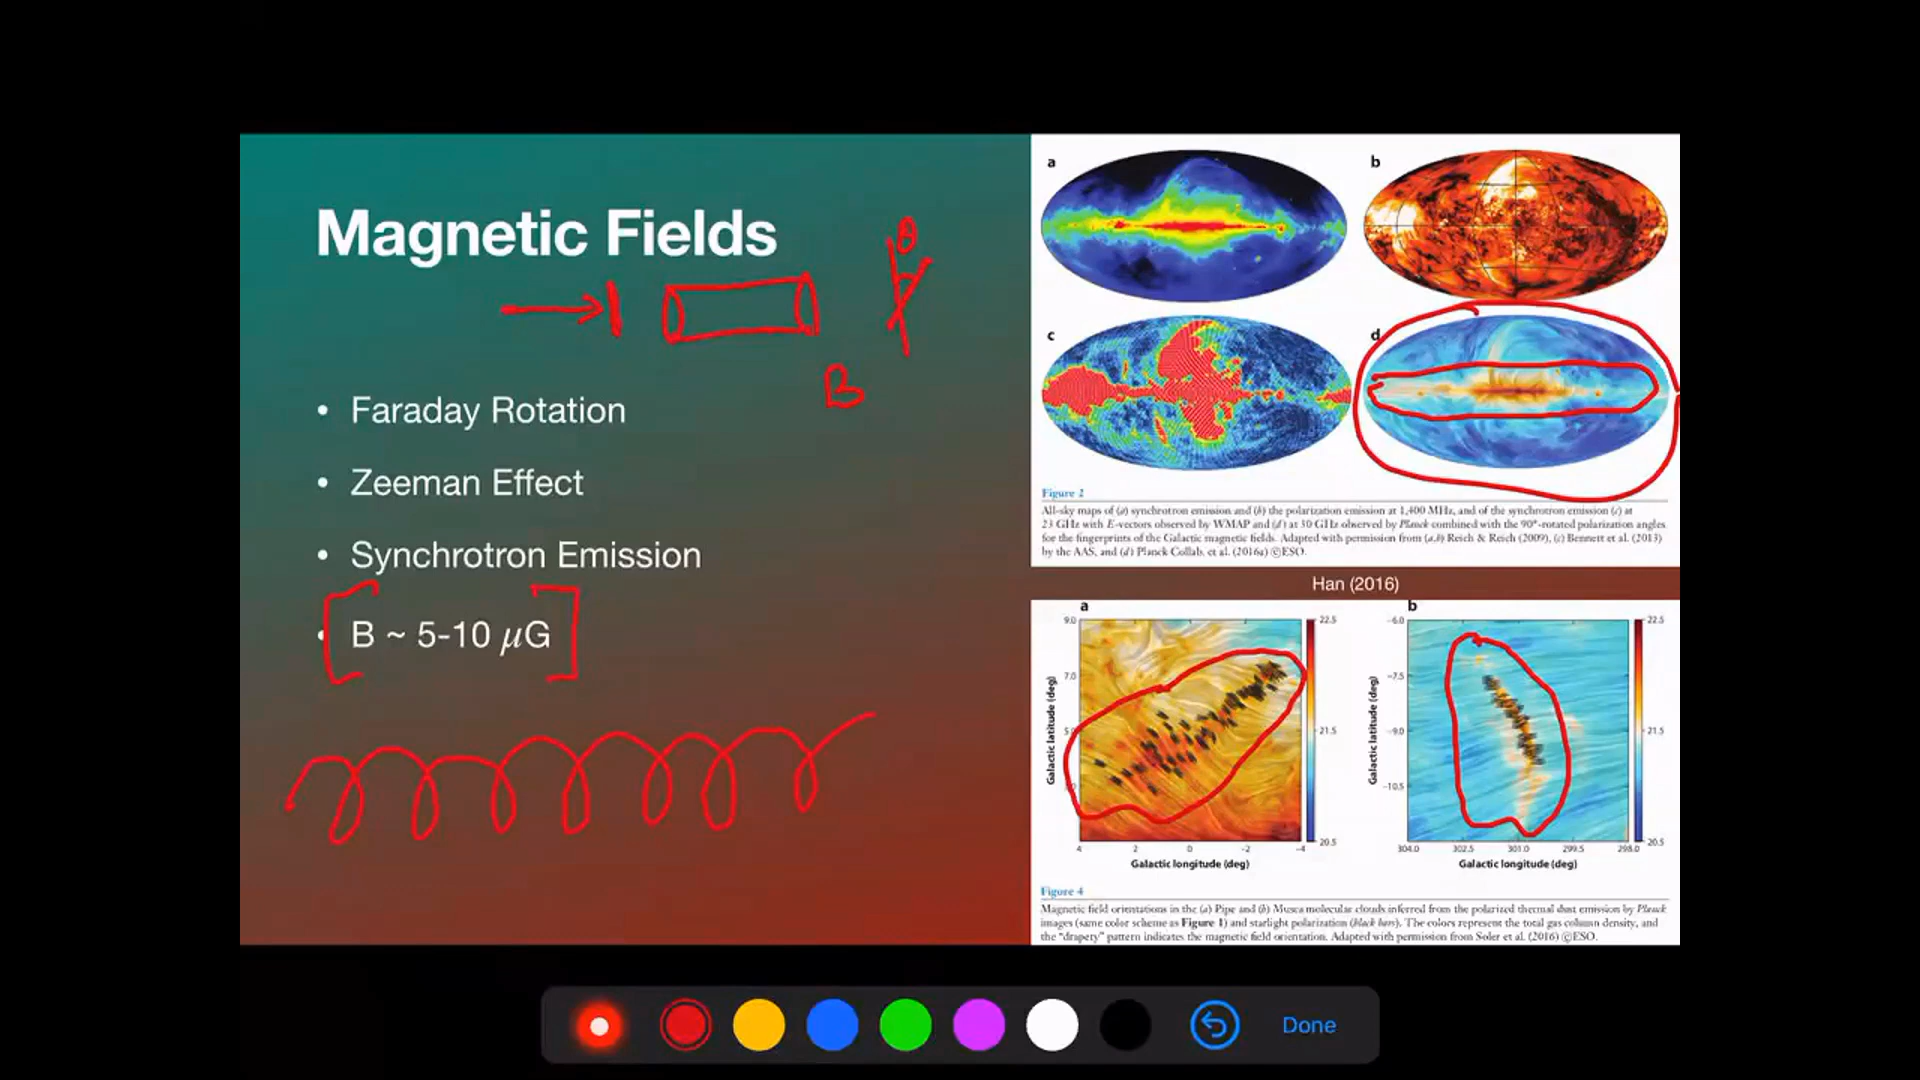 Magnetic Fields
θ
B
• Faraday Rotation
• Zeeman Effect
• Synchrotron Emission
• B ~ 5-10 μG
a
b
c
d
Figure 2
All-sky maps of (a) synchrotron emission and (b) the polarization emission at 1,400 MHz, and of the synchrotron emission (c) at
23 GHz with E-vectors observed by WMAP and (d) at 30 GHz observed by Planck combined with the 90°-rotated polarization angles
for the fingerprints of the Galactic magnetic fields. Adapted with permission from (a,b) Reich & Reich (2009), (c) Bennett et al. (2013)
by the AAS, and (d) Planck Collab. et al. (2016a) ©ESO.
Han (2016)
a
9.0
7.0
Galactic latitude (deg)
4 2 0 −2 −4
Galactic longitude (deg)
22.5
21.5
20.5
b
−6.0
−7.5
−9.0
−10.5
Galactic latitude (deg)
304.0 302.5 301.0 299.5 298.0
Galactic longitude (deg)
22.5
21.5
20.5
Figure 4
Magnetic field orientations in the (a) Pipe and (b) Musca molecular clouds inferred from the polarized thermal dust emission by Planck
images (same color scheme as Figure 1) and starlight polarization (black bars). The colors represent the total gas column density, and
the “drapery” pattern indicates the magnetic field orientation. Adapted with permission from Soler et al. (2016) ©ESO.
Done